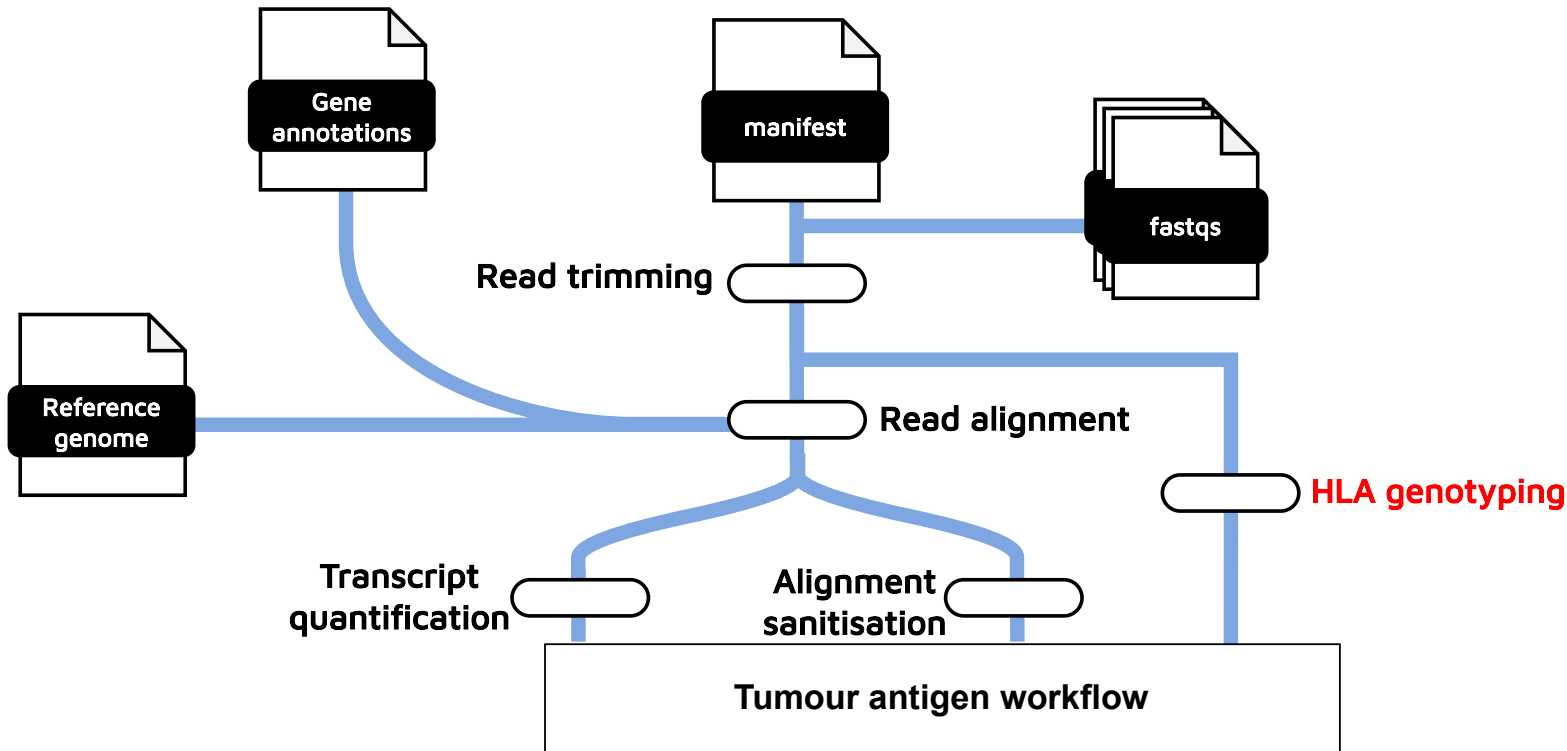 Gene
annotations
manifest
fastqs
Read trimming
Reference
genome
Read alignment
HLA genotyping
Transcript
quantification
Alignment
sanitisation
Tumour antigen workflow